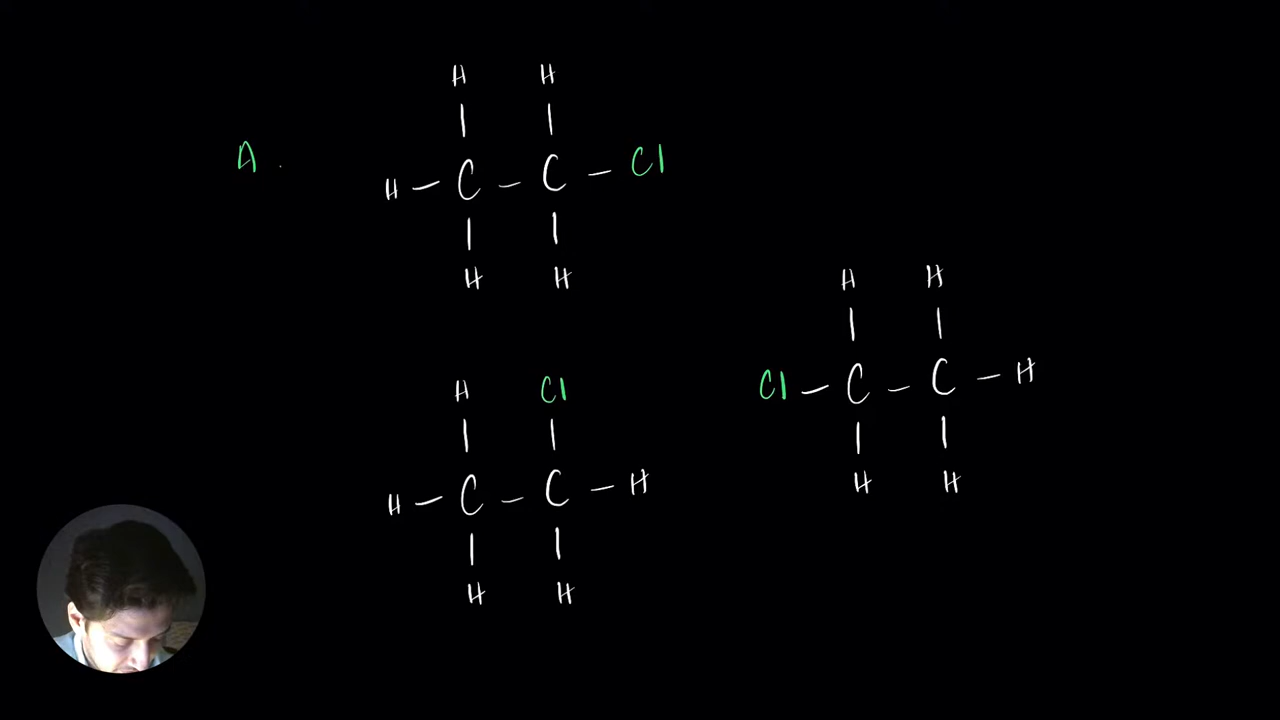 H H
A. H – C – C – Cl
H H
H Cl
H – C – C – H
H H
H H
Cl – C – C – H
H H